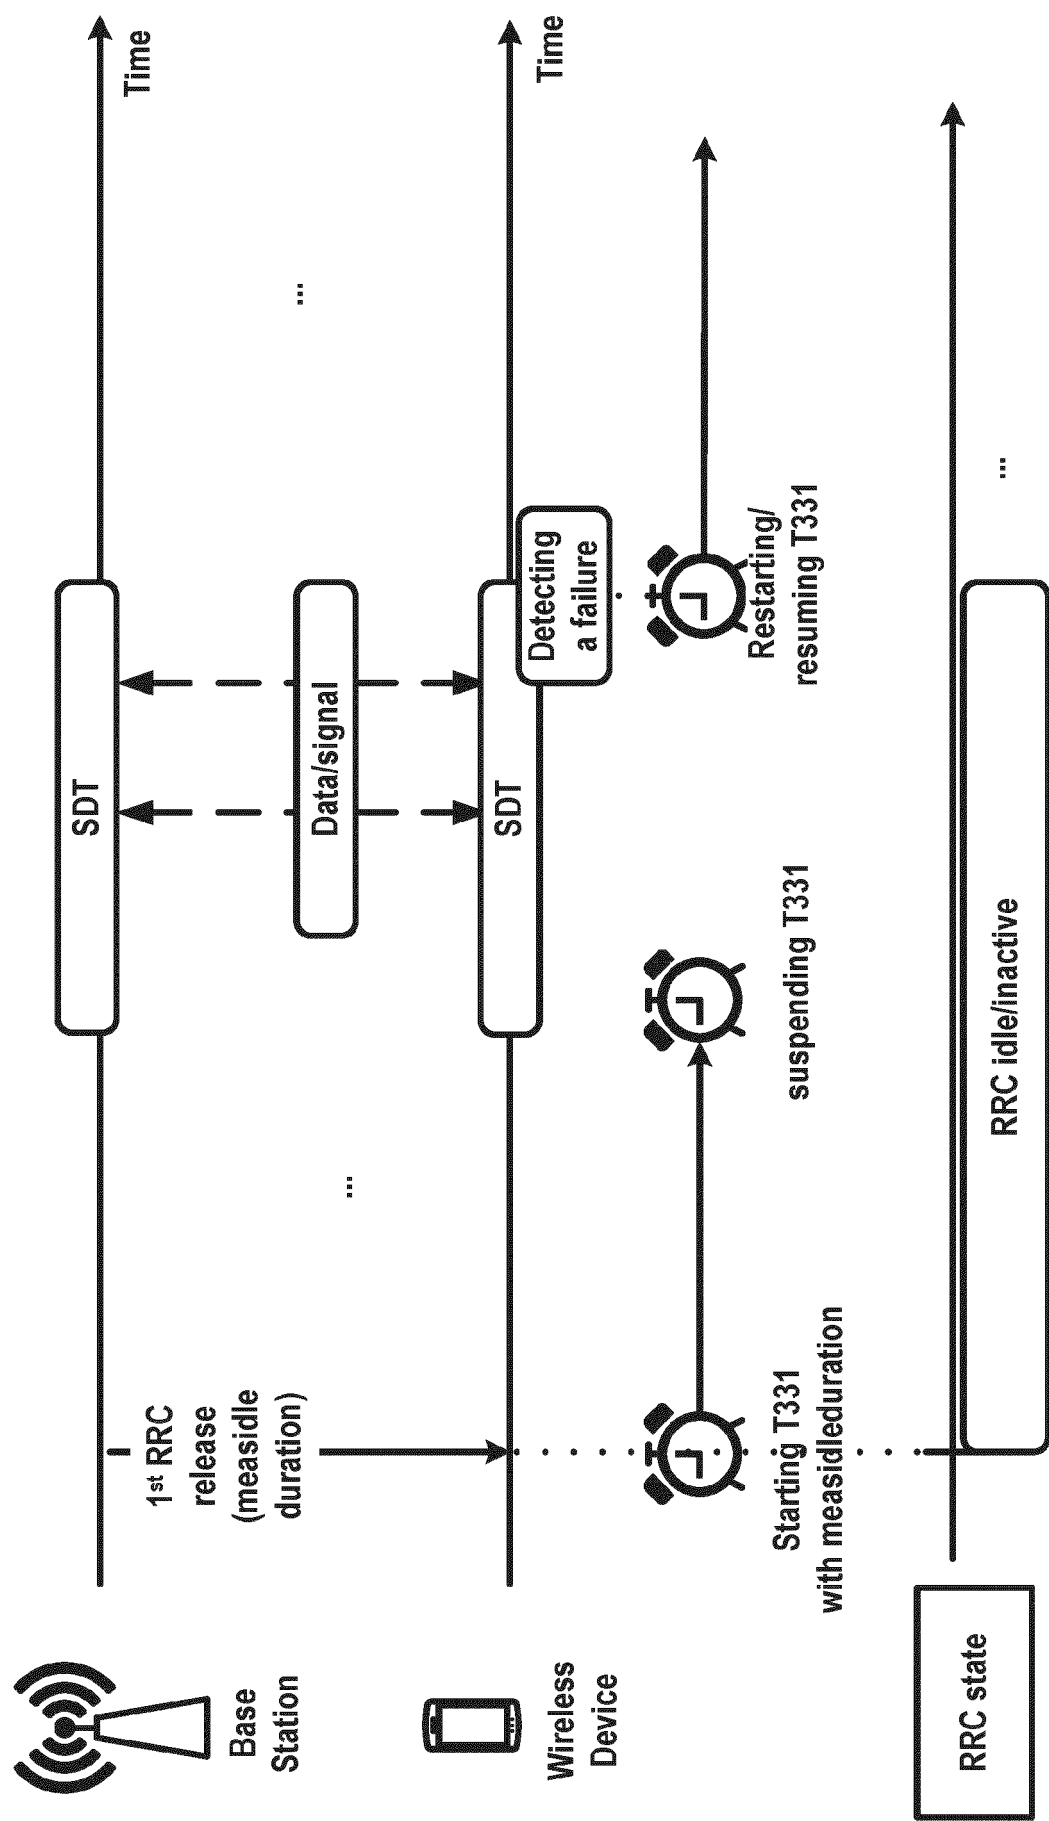 Base
Station
1st RRC
release
(measidle
duration)
SDT
Time
...
Data/signal
...
Wireless
Device
SDT
Detecting
a failure
Time
Starting T331
with measidleduration
suspending T331
Restarting/
resuming T331
RRC state
RRC idle/inactive
...